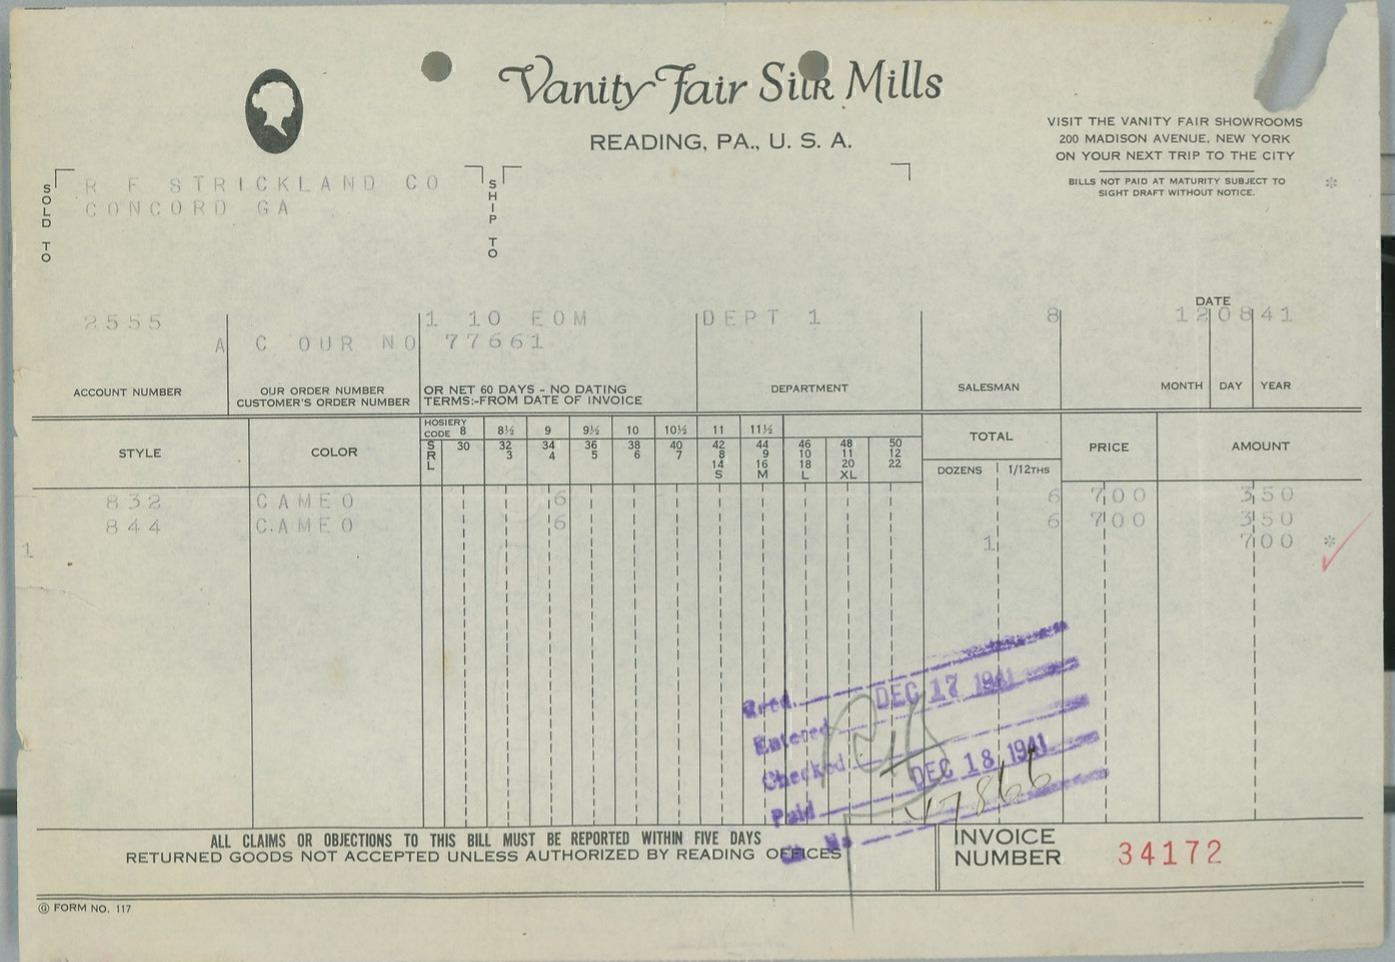 Vanity Fair Silk Mills
READING, PA., U. S. A.
VISIT THE VANITY FAIR SHOWROOMS
200 MADISON AVENUE, NEW YORK
ON YOUR NEXT TRIP TO THE CITY
BILLS NOT PAID AT MATURITY SUBJECT TO *
SIGHT DRAFT WITHOUT NOTICE.
SOLD TO
R F STRICKLAND CO
CONCORD GA
SHIP TO
DATE
2555 1 10 EOM DEPT 1 8 12 08 41
A C OUR NO 77661
ACCOUNT NUMBER
OUR ORDER NUMBER
CUSTOMER'S ORDER NUMBER
OR NET 60 DAYS - NO DATING
TERMS:-FROM DATE OF INVOICE
DEPARTMENT SALESMAN MONTH DAY YEAR
HOSIERY
CODE 8 8½ 9 9½ 10 10½ 11 11½
STYLE COLOR TOTAL PRICE AMOUNT
S 30 32 34 36 38 40 42 44 46 48 50
R 3 4 5 6 7 8 9 10 11 12
L 14 16 18 20 22
S M L XL
DOZENS 1/12THS
832 CAMEO 6 6 700 350
844 CAMEO 6 6 700 350
1 1 700 *
Recd. DEC 17 1941
Entered
Checked DEC 18 1941
Paid 17866
Ck No
ALL CLAIMS OR OBJECTIONS TO THIS BILL MUST BE REPORTED WITHIN FIVE DAYS
RETURNED GOODS NOT ACCEPTED UNLESS AUTHORIZED BY READING OFFICES
INVOICE
NUMBER 34172
FORM NO. 117